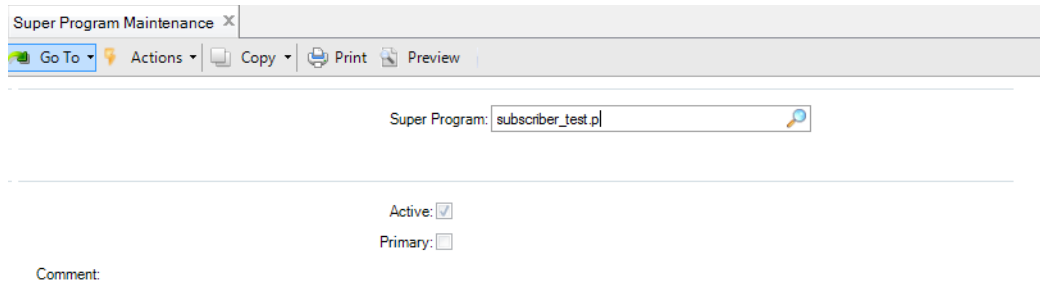 Super Program Maintenance X
Go To Actions Copy Print Preview
Super Program: subscriber_test.p
Active:
Primary:
Comment: